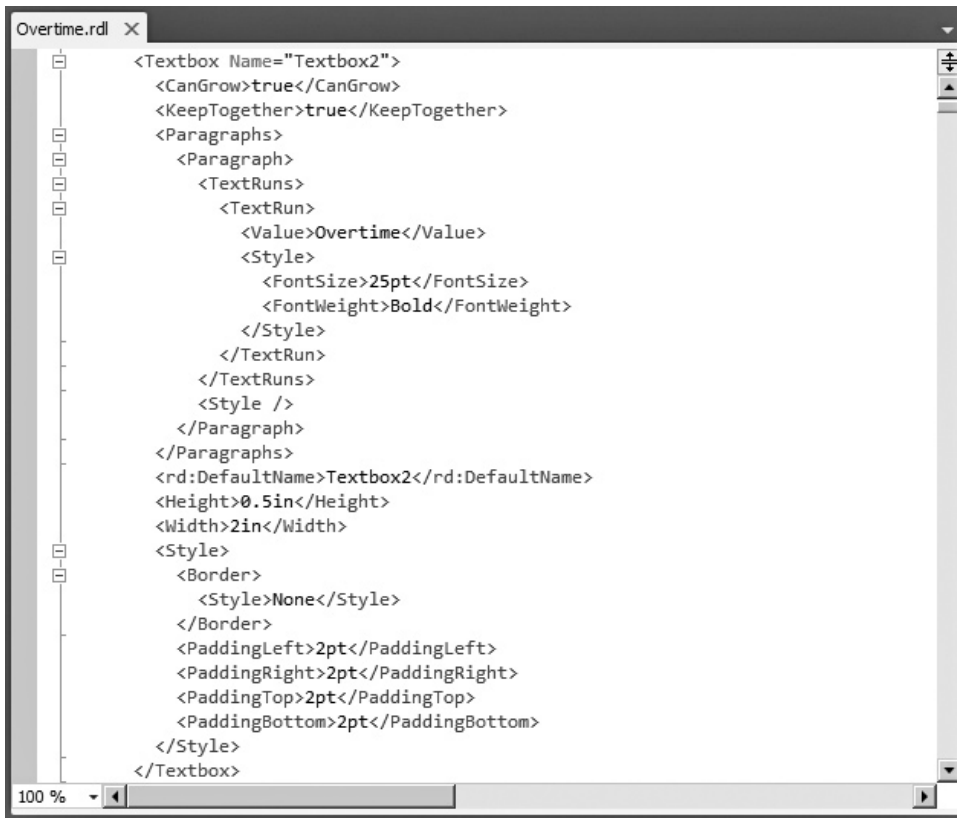 Overtime.rdl
<Textbox Name="Textbox2">
<CanGrow>true</CanGrow>
<KeepTogether>true</KeepTogether>
<Paragraphs>
<Paragraph>
<TextRuns>
<TextRun>
<Value>Overtime</Value>
<Style>
<FontSize>25pt</FontSize>
<FontWeight>Bold</FontWeight>
</Style>
</TextRun>
</TextRuns>
<Style />
</Paragraph>
</Paragraphs>
<rd:DefaultName>Textbox2</rd:DefaultName>
<Height>0.5in</Height>
<Width>2in</Width>
<Style>
<Border>
<Style>None</Style>
</Border>
<PaddingLeft>2pt</PaddingLeft>
<PaddingRight>2pt</PaddingRight>
<PaddingTop>2pt</PaddingTop>
<PaddingBottom>2pt</PaddingBottom>
</Style>
</Textbox>
100 %